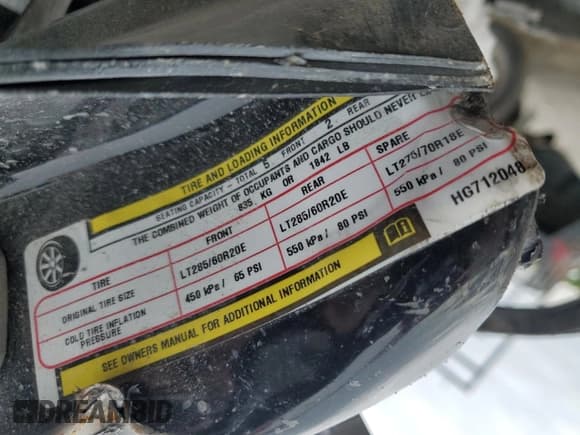 TIRE AND LOADING INFORMATION
SEATING CAPACITY - TOTAL 5 FRONT 2 REAR
THE COMBINED WEIGHT OF OCCUPANTS AND CARGO SHOULD NEVER
835 KG OR 1842 LB
TIRE FRONT REAR SPARE
ORIGINAL TIRE SIZE LT285/60R20E LT285/60R20E LT275/70R18E
COLD TIRE INFLATION PRESSURE 450 kPa / 65 PSI 550 kPa / 80 PSI 550 kPa / 80 PSI
SEE OWNERS MANUAL FOR ADDITIONAL INFORMATION
HG712048
DREAMBID